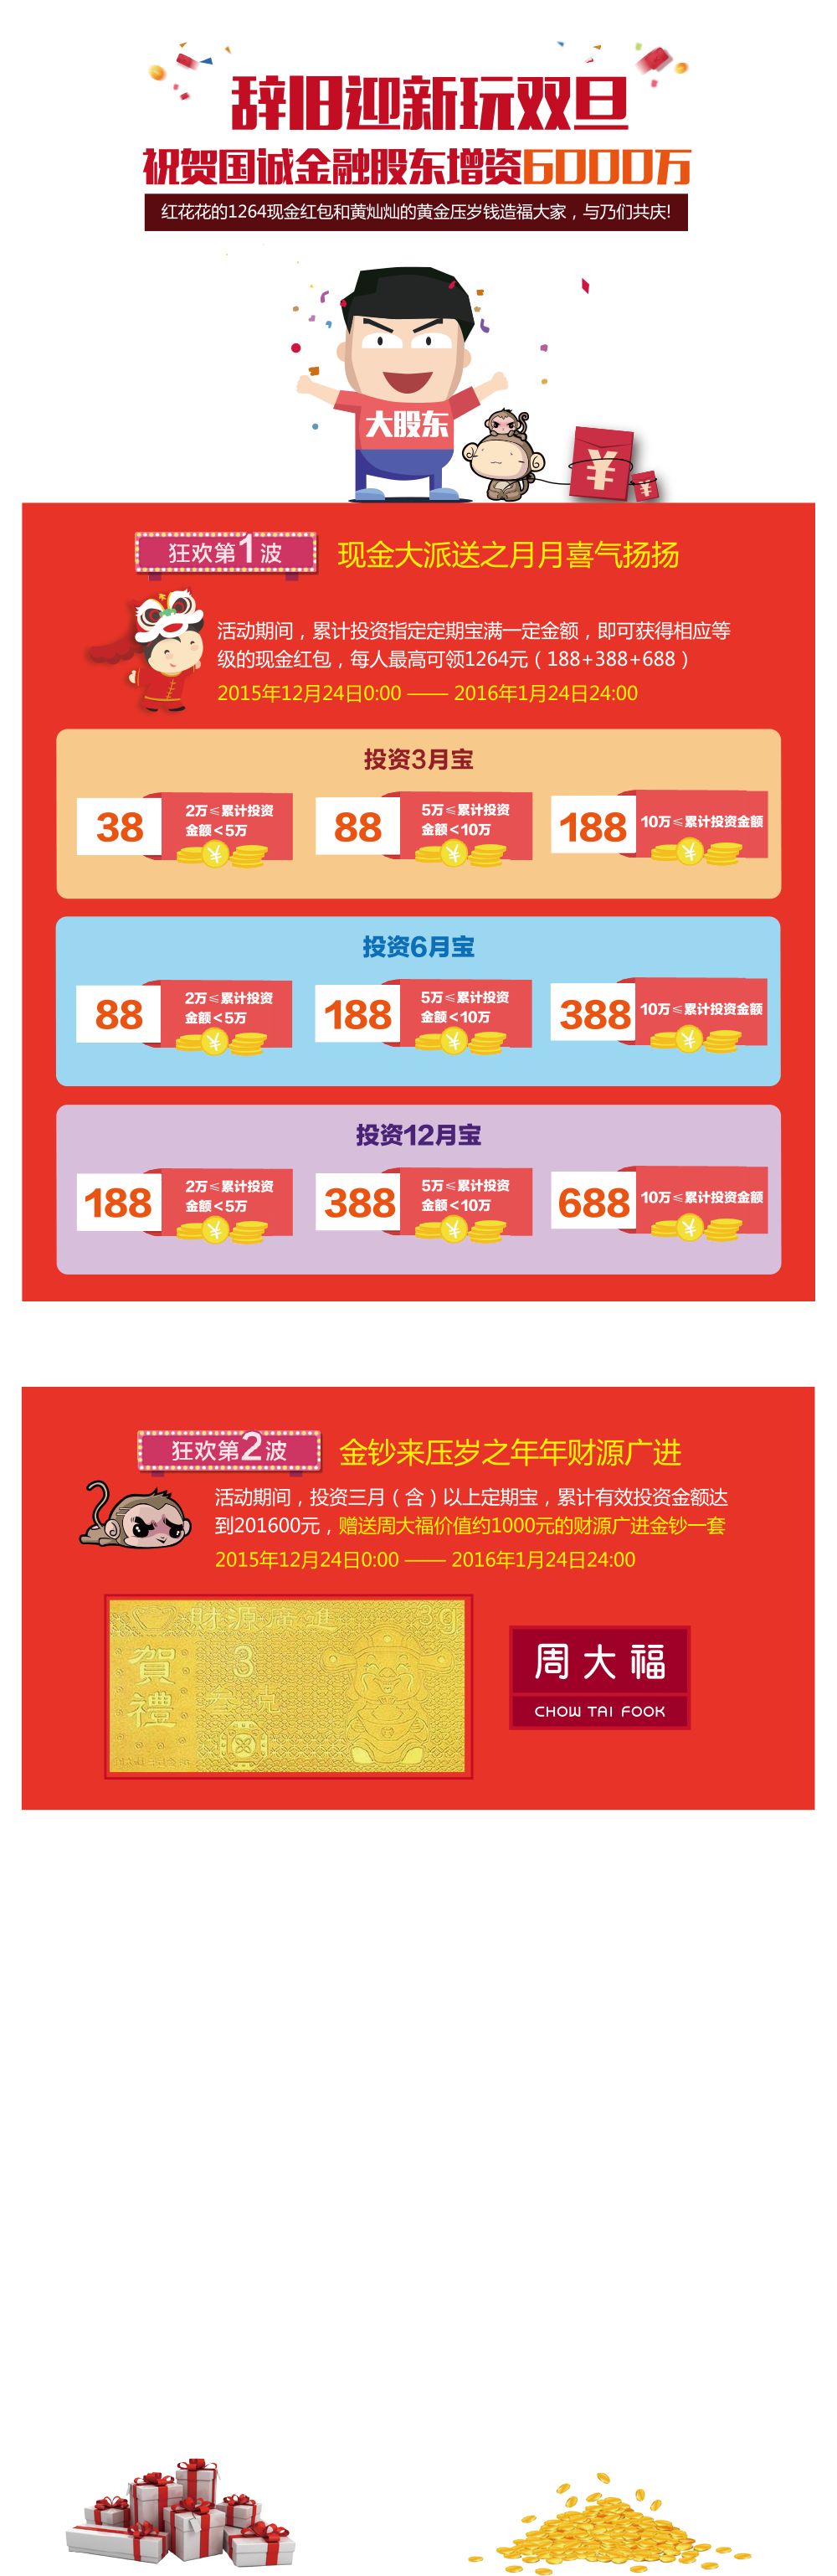 辞旧迎新玩双旦
祝贺国诚金融股东增资6000万
红花花的1264现金红包和黄灿灿的黄金压岁钱造福大家，与乃们共庆!
大股东
¥
¥
狂欢第1波
现金大派送之月月喜气扬扬
活动期间，累计投资指定定期宝满一定金额，即可获得相应等
级的现金红包，每人最高可领1264元（188+388+688）
2015年12月24日0:00 —— 2016年1月24日24:00
投资3月宝
38
2万≤累计投资
金额<5万
¥
88
5万≤累计投资
金额<10万
¥
188
10万≤累计投资金额
¥
投资6月宝
88
2万≤累计投资
金额<5万
¥
188
5万≤累计投资
金额<10万
¥
388
10万≤累计投资金额
¥
投资12月宝
188
2万≤累计投资
金额<5万
¥
388
5万≤累计投资
金额<10万
¥
688
10万≤累计投资金额
¥
狂欢第2波
金钞来压岁之年年财源广进
活动期间，投资三月（含）以上定期宝，累计有效投资金额达
到201600元，赠送周大福价值约1000元的财源广进金钞一套
2015年12月24日0:00 —— 2016年1月24日24:00
財源廣進
3g
賀禮
3
叁克
周大福
CHOW TAI FOOK